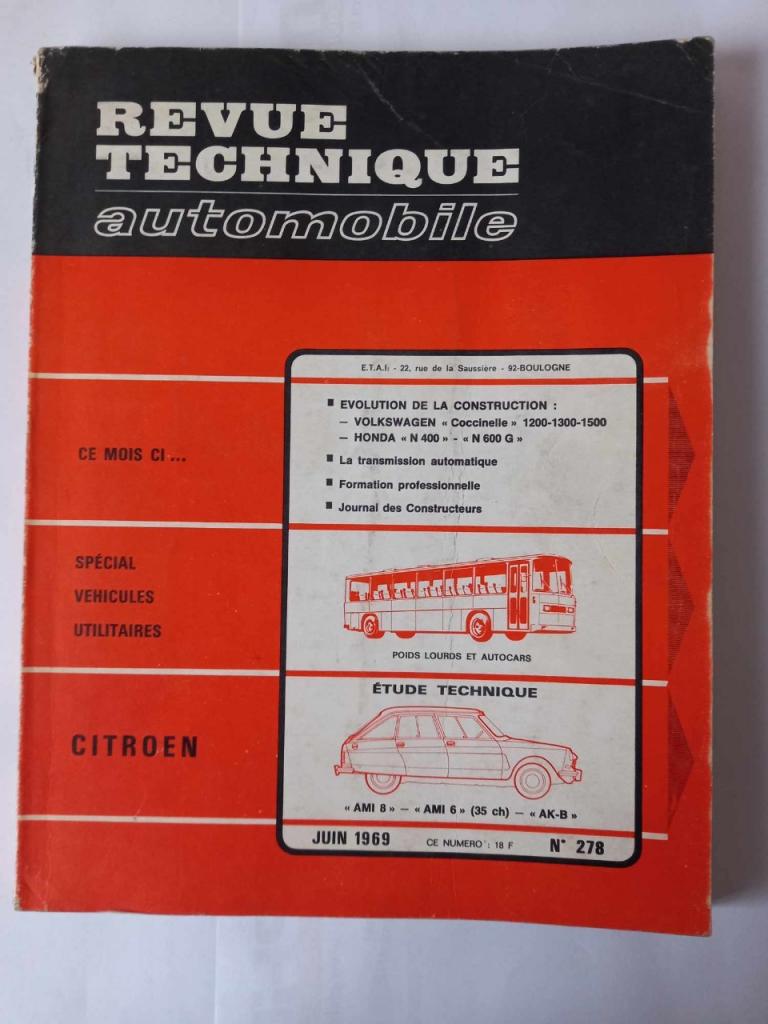 REVUE
TECHNIQUE
automobile
E.T.A.I: - 22, rue de la Saussière - 92-BOULOGNE
CE MOIS CI ...
■ EVOLUTION DE LA CONSTRUCTION :
— VOLKSWAGEN « Coccinelle » 1200-1300-1500
— HONDA « N 400 » - « N 600 G »
■ La transmission automatique
■ Formation professionnelle
■ Journal des Constructeurs
SPÉCIAL
VEHICULES
UTILITAIRES
POIDS LOURDS ET AUTOCARS
CITROEN
ÉTUDE TECHNIQUE
« AMI 8 » — « AMI 6 » (35 ch) — « AK-B »
JUIN 1969 CE NUMERO : 18 F N° 278